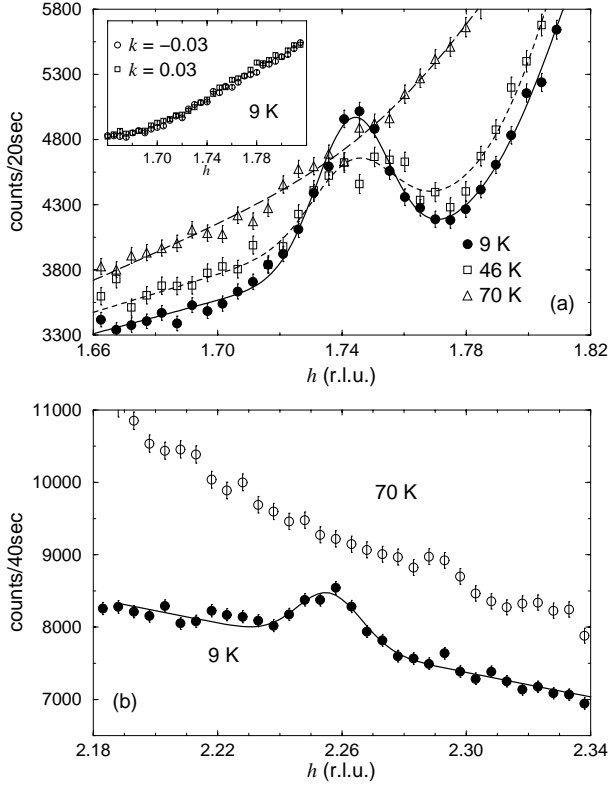 5800
5300
4800
4300
3800
3300
counts/20sec
k = −0.03
k = 0.03
9 K
1.70 1.74 1.78
h
9 K
46 K
70 K
(a)
1.66 1.70 1.74 1.78 1.82
h (r.l.u.)
11000
10000
9000
8000
7000
counts/40sec
70 K
9 K
(b)
2.18 2.22 2.26 2.30 2.34
h (r.l.u.)